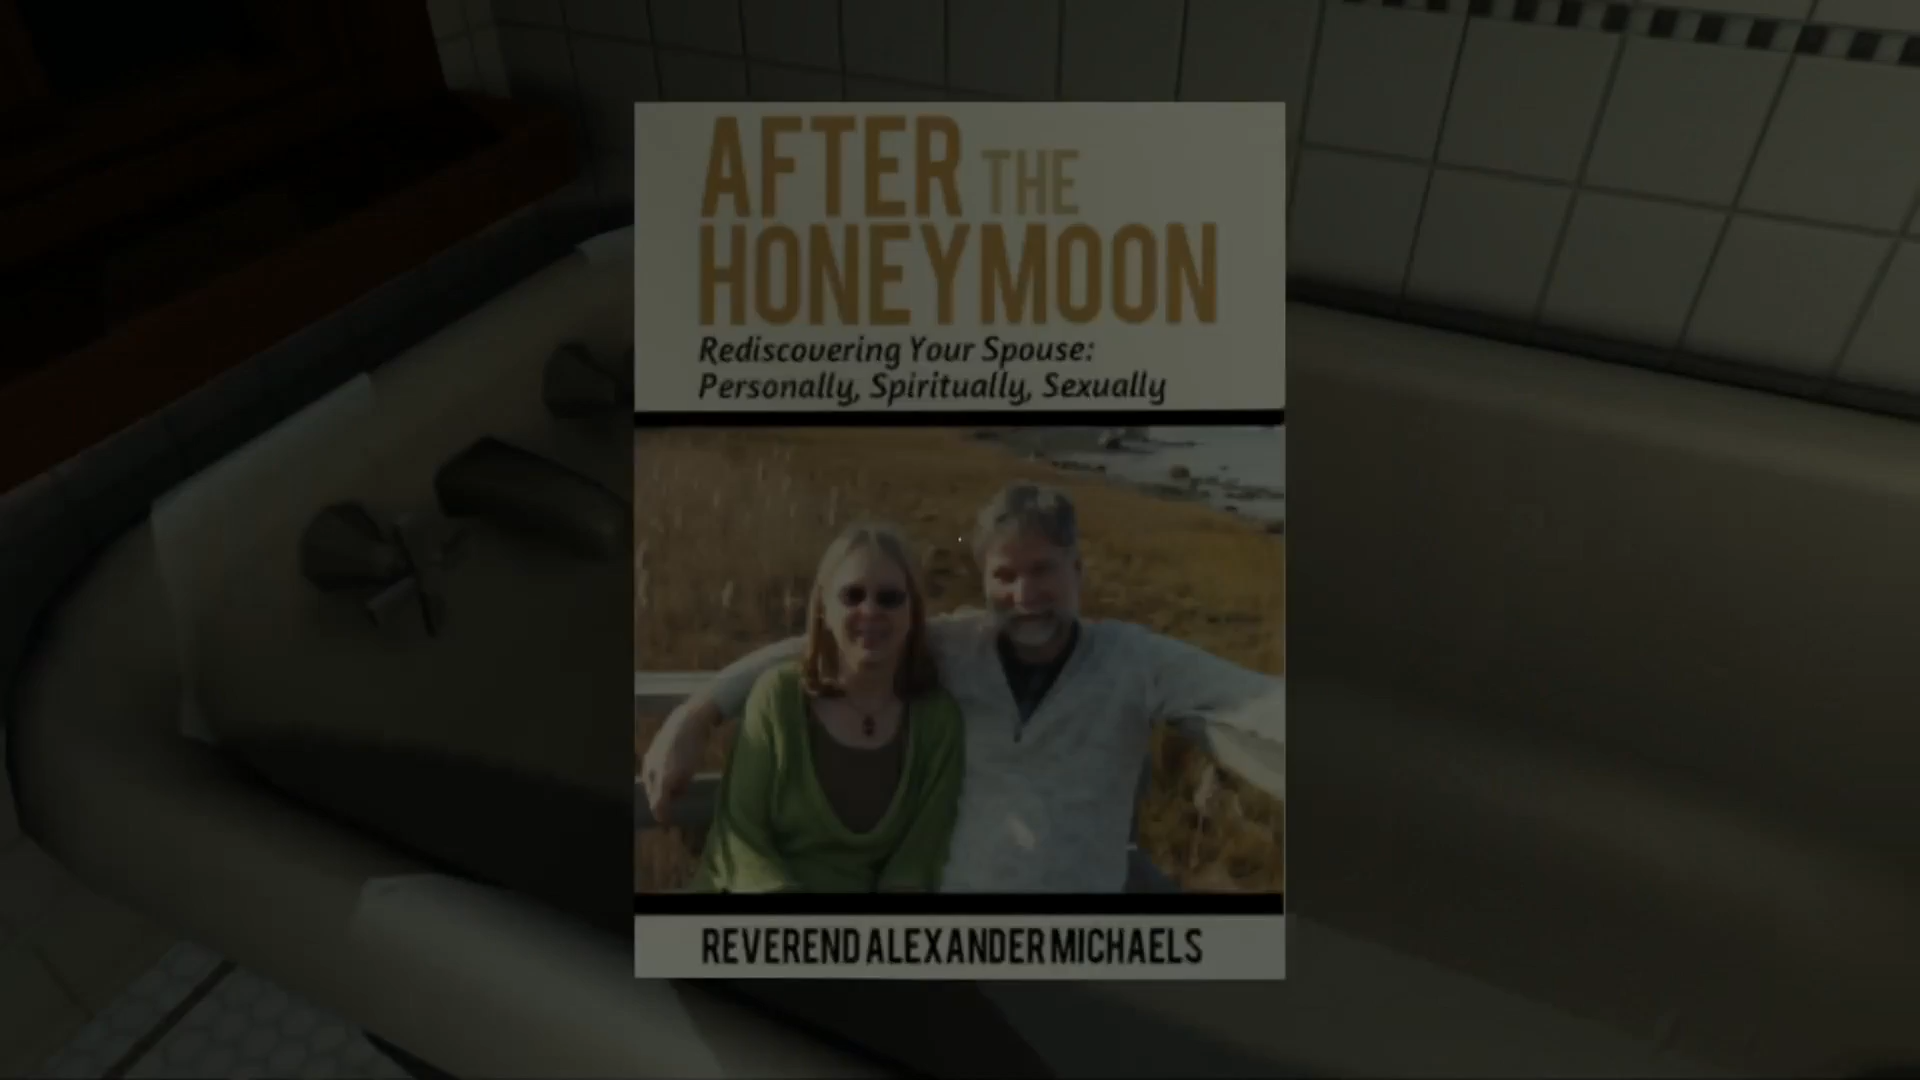 AFTER THE
HONEYMOON
Rediscovering Your Spouse:
Personally, Spiritually, Sexually
REVEREND ALEXANDER MICHAELS